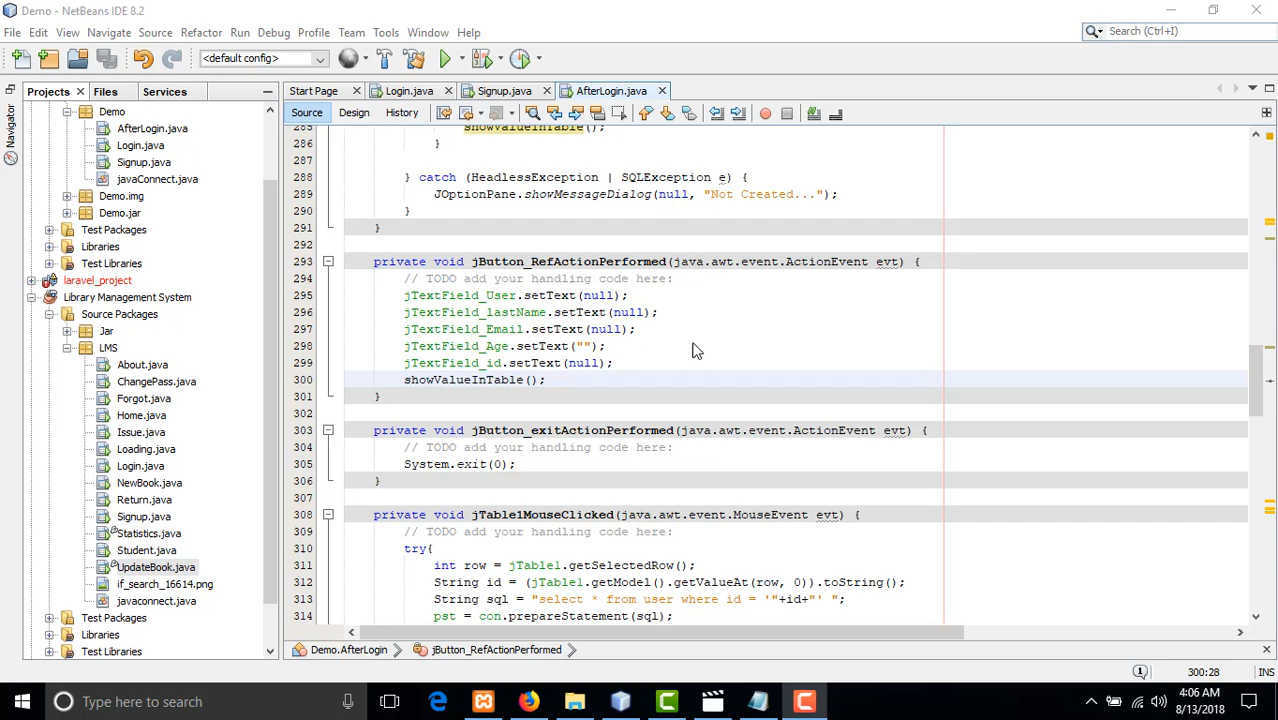 Demo - NetBeans IDE 8.2
File Edit View Navigate Source Refactor Run Debug Profile Team Tools Window Help
Search (Ctrl+I)
<default config>
Projects Files Services
Start Page Login.java Signup.java AfterLogin.java
Source Design History
Navigator
Demo
AfterLogin.java
Login.java
Signup.java
javaConnect.java
Demo.img
Demo.jar
Test Packages
Libraries
Test Libraries
laravel_project
Library Management System
Source Packages
Jar
LMS
About.java
ChangePass.java
Forgot.java
Home.java
Issue.java
Loading.java
Login.java
NewBook.java
Return.java
Signup.java
Statistics.java
Student.java
UpdateBook.java
if_search_16614.png
javaconnect.java
Test Packages
Libraries
Test Libraries
285 showValueInTable();
286 }
287
288 } catch (HeadlessException | SQLException e) {
289 JOptionPane.showMessageDialog(null, "Not Created...");
290 }
291 }
292
293 private void jButton_RefActionPerformed(java.awt.event.ActionEvent evt) {
294 // TODO add your handling code here:
295 jTextField_User.setText(null);
296 jTextField_lastName.setText(null);
297 jTextField_Email.setText(null);
298 jTextField_Age.setText("");
299 jTextField_id.setText(null);
300 showValueInTable();
301 }
302
303 private void jButton_exitActionPerformed(java.awt.event.ActionEvent evt) {
304 // TODO add your handling code here:
305 System.exit(0);
306 }
307
308 private void jTable1MouseClicked(java.awt.event.MouseEvent evt) {
309 // TODO add your handling code here:
310 try{
311 int row = jTable1.getSelectedRow();
312 String id = (jTable1.getModel().getValueAt(row, 0)).toString();
313 String sql = "select * from user where id = '"+id+"' ";
314 pst = con.prepareStatement(sql);
Demo.AfterLogin jButton_RefActionPerformed
300:28 INS
Type here to search
4:06 AM
8/13/2018